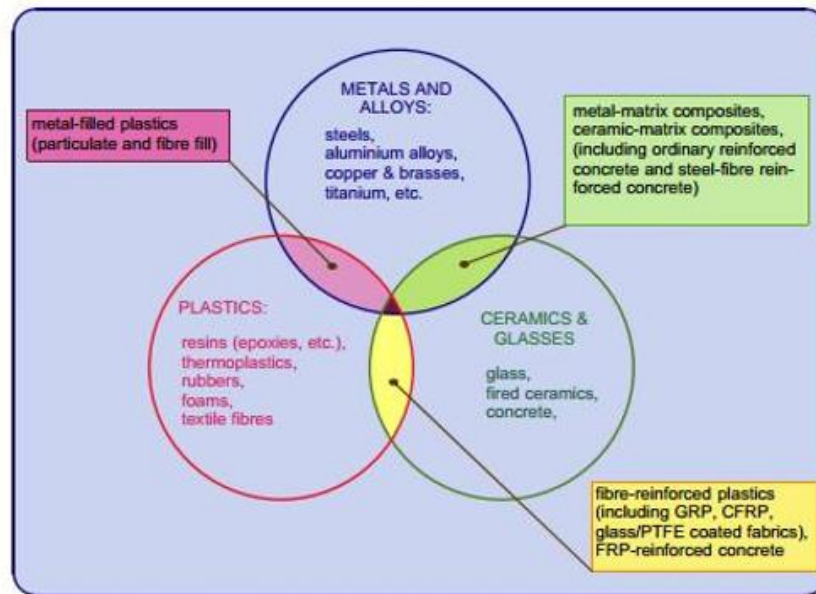 METALS AND
ALLOYS:
steels,
aluminium alloys,
copper & brasses,
titanium, etc.
metal-filled plastics
(particulate and fibre fill)
metal-matrix composites,
ceramic-matrix composites,
(including ordinary reinforced
concrete and steel-fibre rein-
forced concrete)
PLASTICS:
resins (epoxies, etc.),
thermoplastics,
rubbers,
foams,
textile fibres
CERAMICS &
GLASSES
glass,
fired ceramics,
concrete,
fibre-reinforced plastics
(including GRP, CFRP,
glass/PTFE coated fabrics),
FRP-reinforced concrete